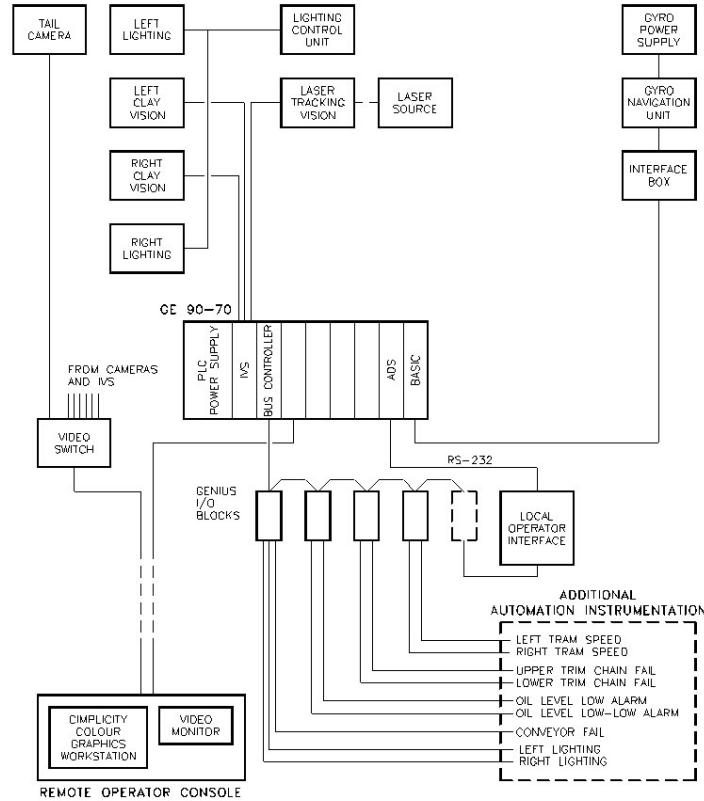 TAIL
CAMERA
LEFT
LIGHTING
LIGHTING
CONTROL
UNIT
GYRO
POWER
SUPPLY
LEFT
CLAY
VISION
LASER
TRACKING
VISION
LASER
SOURCE
GYRO
NAVIGATION
UNIT
RIGHT
CLAY
VISION
INTERFACE
BOX
RIGHT
LIGHTING
GE 90-70
PLC
POWER SUPPLY
IVS
BUS CONTROLLER
ADS
BASIC
FROM CAMERAS
AND IVS
VIDEO
SWITCH
RS-232
GENIUS
I/O
BLOCKS
LOCAL
OPERATOR
INTERFACE
ADDITIONAL
AUTOMATION INSTRUMENTATION
LEFT TRAM SPEED
RIGHT TRAM SPEED
UPPER TRIM CHAIN FAIL
LOWER TRIM CHAIN FAIL
OIL LEVEL LOW ALARM
OIL LEVEL LOW-LOW ALARM
CONVEYOR FAIL
LEFT LIGHTING
RIGHT LIGHTING
CIMPLICITY
COLOUR
GRAPHICS
WORKSTATION
VIDEO
MONITOR
REMOTE OPERATOR CONSOLE